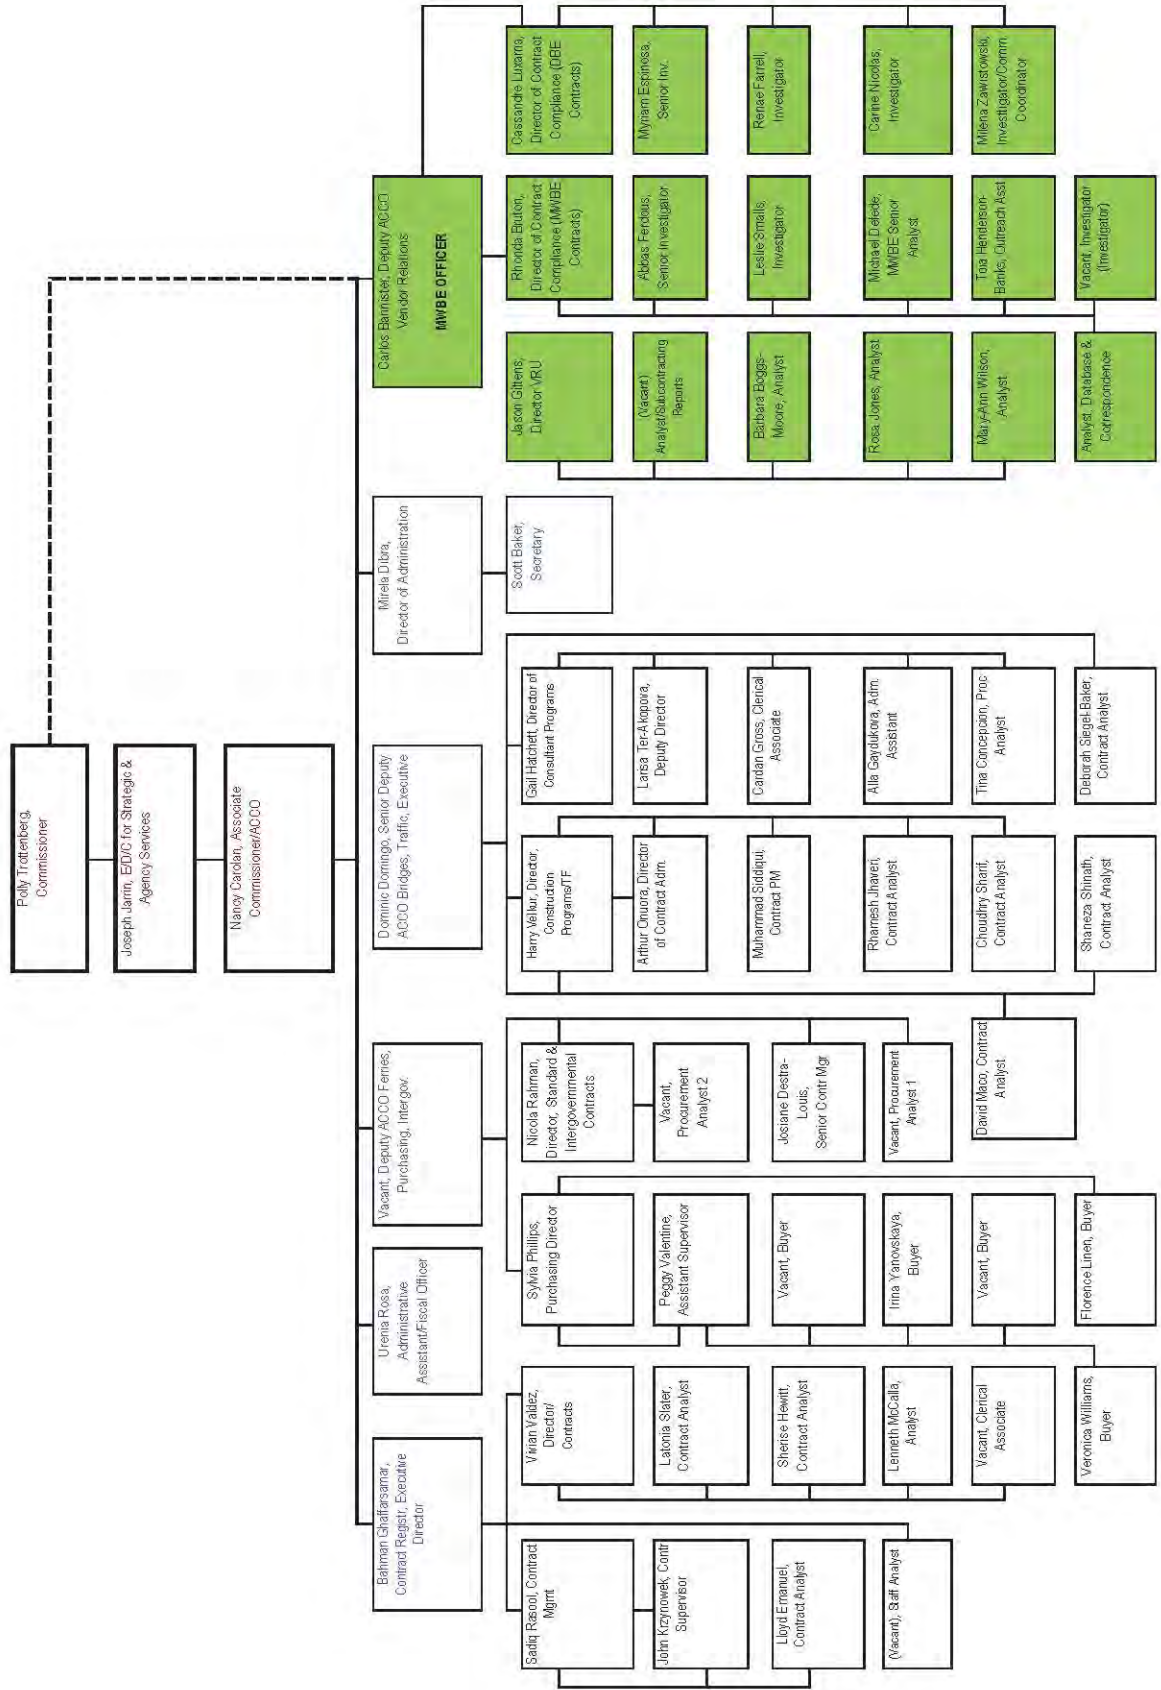 Polly Trottenberg,
Commissioner
Joseph Jarrin, E/D/C for Strategic &
Agency Services
Nancy Carolan, Associate
Commissioner/ACCO
Bahman Ghaffarsamar,
Contract Registr, Executive
Director
Urenia Rosa,
Administrative
Assistant/Fiscal Officer
Vacant, Deputy ACCO Ferries,
Purchasing, Intergov.
Dominic Domingo, Senior Deputy
ACCO Bridges, Traffic, Executive
Mirela Dibra,
Director of Administration
Carlos Bannister, Deputy ACCO
Vendor Relations
MWBE OFFICER
Sadiq Rasool, Contract
Mgmt
John Krzynowek, Contr
Supervisor
Lloyd Emanuel,
Contract Analyst
(Vacant), Staff Analyst
Vivian Valdez,
Director/
Contracts
Latonia Slater,
Contract Analyst
Sherise Hewitt,
Contract Analyst
Lenneth McCalla,
Analyst
Vacant, Clerical
Associate
Veronica Williams,
Buyer
Sylvia Phillips,
Purchasing Director
Peggy Valentine,
Assistant Supervisor
Vacant, Buyer
Irina Yanovskaya,
Buyer
Vacant, Buyer
Florence Linen, Buyer
Nicola Rahman,
Director, Standard &
Intergovernmental
Contracts
Vacant,
Procurement
Analyst 2
Josiane Destra-
Louis,
Senior Contr Mgr
Vacant, Procurement
Analyst 1
David Maco, Contract
Analyst
Harry Velkur, Director,
Construction
Programs/TF
Arthur Onuora, Director
of Contract Adm.
Muhammad Siddiqui,
Contract PM
Rhamesh Jhaveri,
Contract Analyst
Choudhry Sharif,
Contract Analyst
Shaneza Shinath,
Contract Analyst
Gail Hatchett, Director of
Consultant Programs
Larsa Ter-Akopova,
Deputy Director
Cardan Gross, Clerical
Associate
Alla Gaydukova, Adm.
Assistant
Tina Concepcion, Proc
Analyst
Deborah Siegel-Baker,
Contract Analyst
Scott Baker,
Secretary
Jason Gittens,
Director VRU
(Vacant)
Analyst/Subcontracting
Reports
Barbara Boggs-
Moore, Analyst
Rosa Jones, Analyst
Mary-Ann Wilson,
Analyst
Analyst, Database &
Correspondence
Rhonda Bruton,
Director of Contract
Compliance (MWBE
Contracts)
Abbas Ferdous,
Senior Investigator
Leslie Smalls,
Investigator
Michael Delede,
MWBE Senior
Analyst
Toia Henderson-
Banks, Outreach Asst
Vacant, Investigator
(Investigator)
Cassandre Luxama,
Director of Contract
Compliance (DBE
Contracts)
Myriam Espinosa,
Senior Inv.
Renae Farrell,
Investigator
Carine Nicolas,
Investigator
Milena Zawistowski,
Investigator/Comm.
Coordinator